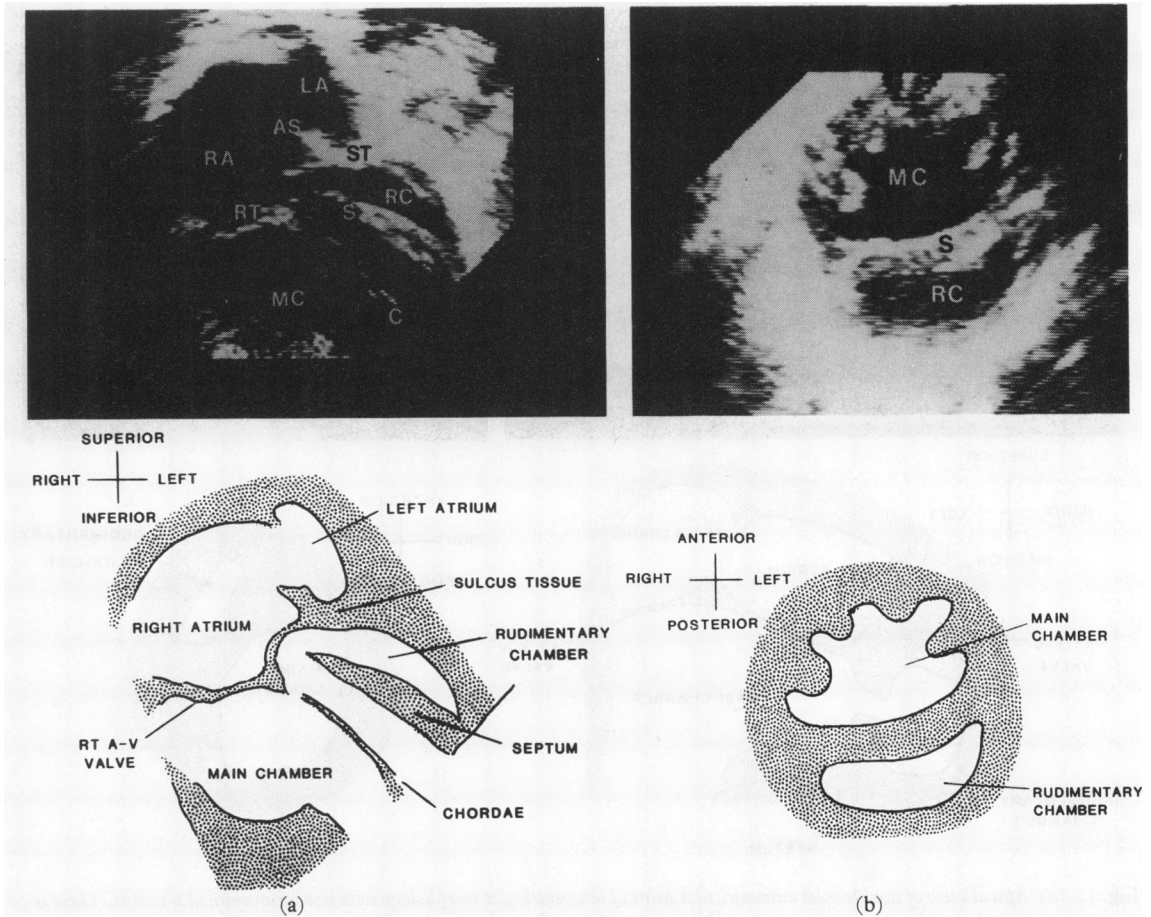 LA
AS
ST
RA
RC
RT
S
MC
C
MC
S
RC
SUPERIOR
RIGHT
LEFT
INFERIOR
LEFT ATRIUM
SULCUS TISSUE
RIGHT ATRIUM
RUDIMENTARY
CHAMBER
RT A-V
VALVE
MAIN CHAMBER
SEPTUM
CHORDAE
(a)
ANTERIOR
RIGHT
LEFT
POSTERIOR
MAIN
CHAMBER
RUDIMENTARY
CHAMBER
(b)